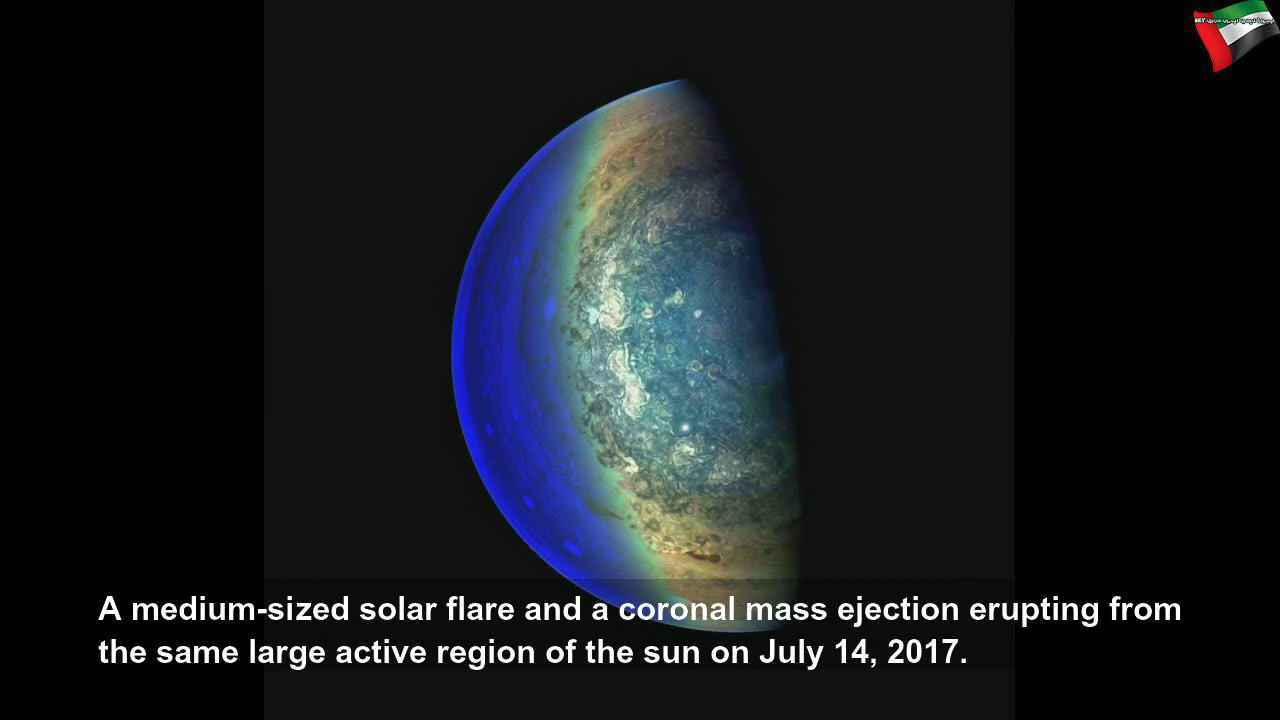 A medium-sized solar flare and a coronal mass ejection erupting from
the same large active region of the sun on July 14, 2017.